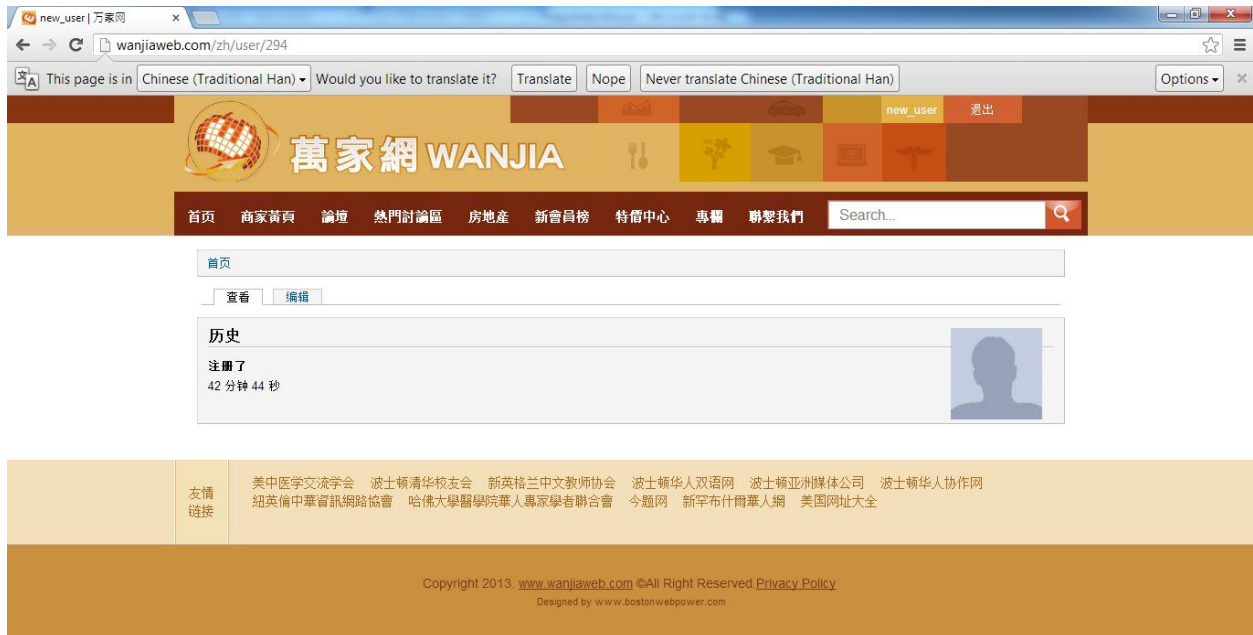 new_user | 万家网
wanjiaweb.com/zh/user/294
This page is in Chinese (Traditional Han) Would you like to translate it? Translate Nope Never translate Chinese (Traditional Han) Options
new_user 退出
萬家網 WANJIA
首页 商家黃頁 論壇 熱門討論區 房地產 新會員榜 特價中心 專欄 聯繫我們 Search...
首页
查看 编辑
历史
注册了
42 分钟 44 秒
友情
链接
美中医学交流学会 波士顿清华校友会 新英格兰中文教师协会 波士顿华人双语网 波士顿亚洲媒体公司 波士顿华人协作网
紐英倫中華資訊網路協會 哈佛大學醫學院華人專家學者聯合會 今题网 新罕布什爾華人網 美国网址大全
Copyright 2013. www.wanjiaweb.com ©All Right Reserved.Privacy Policy
Designed by www.bostonwebpower.com